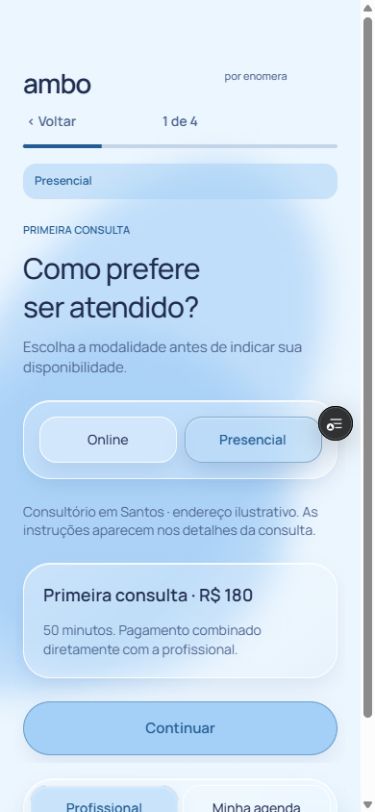 ambo
por enomera
‹ Voltar
1 de 4
Presencial
PRIMEIRA CONSULTA
Como prefere
ser atendido?
Escolha a modalidade antes de indicar sua
disponibilidade.
Online
Presencial
Consultório em Santos · endereço ilustrativo. As
instruções aparecem nos detalhes da consulta.
Primeira consulta · R$ 180
50 minutos. Pagamento combinado
diretamente com a profissional.
Continuar
Profissional
Minha agenda